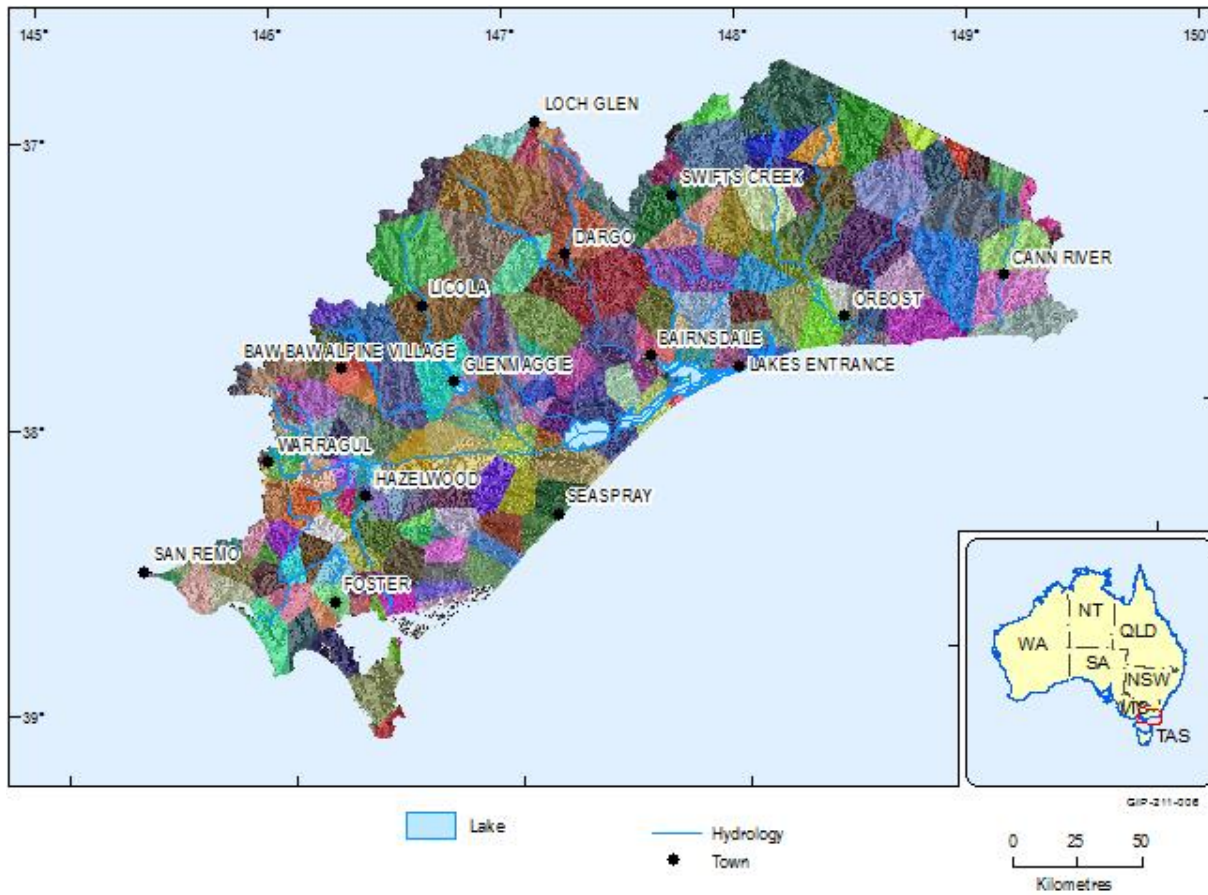 145° 146° 147° 148° 149° 150°
LOCH GLEN
37°
SWIFTS CREEK
DARGO
CANN RIVER
LICOLA
ORBOST
BAIRNSDALE
BAW BAW ALPINE VILLAGE
GLENMAGGIE
LAKES ENTRANCE
38°
WARRAGUL
HAZELWOOD
SEASPRAY
SAN REMO
FOSTER
39°
NT
QLD
WA
SA
NSW
VIC
TAS
GIP-211-006
Lake
Hydrology
Town
0 25 50
Kilometres